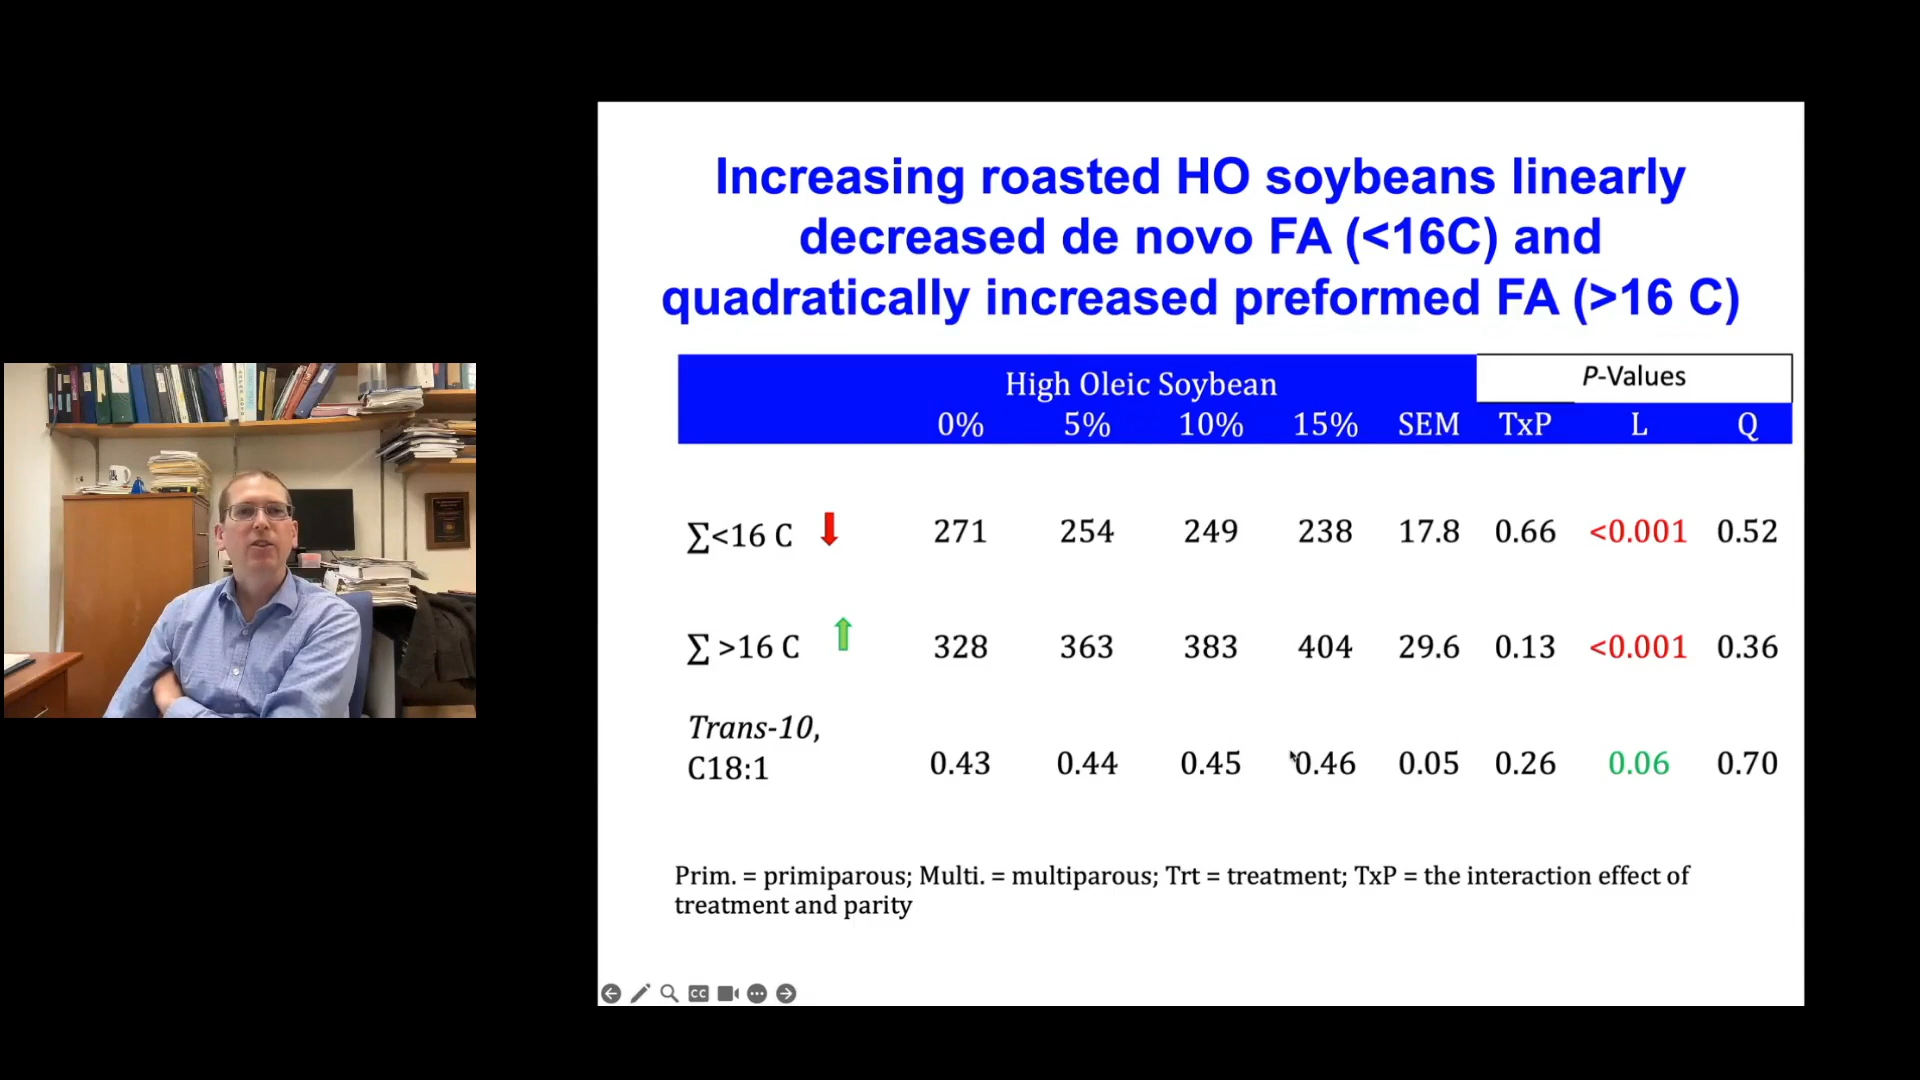 Increasing roasted HO soybeans linearly
decreased de novo FA (<16C) and
quadratically increased preformed FA (>16 C)
High Oleic Soybean P-Values
0% 5% 10% 15% SEM TxP L Q
∑<16 C 271 254 249 238 17.8 0.66 <0.001 0.52
∑ >16 C 328 363 383 404 29.6 0.13 <0.001 0.36
Trans-10,
C18:1 0.43 0.44 0.45 0.46 0.05 0.26 0.06 0.70
Prim. = primiparous; Multi. = multiparous; Trt = treatment; TxP = the interaction effect of
treatment and parity
CC